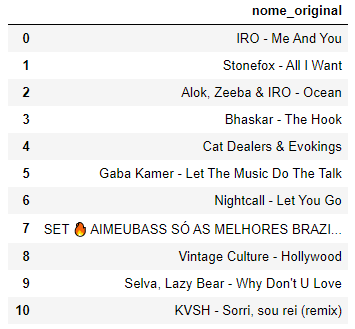 nome_original
0 IRO - Me And You
1 Stonefox - All I Want
2 Alok, Zeeba & IRO - Ocean
3 Bhaskar - The Hook
4 Cat Dealers & Evokings
5 Gaba Kamer - Let The Music Do The Talk
6 Nightcall - Let You Go
7 SET 🔥 AIMEUBASS SÓ AS MELHORES BRAZI...
8 Vintage Culture - Hollywood
9 Selva, Lazy Bear - Why Don't U Love
10 KVSH - Sorri, sou rei (remix)